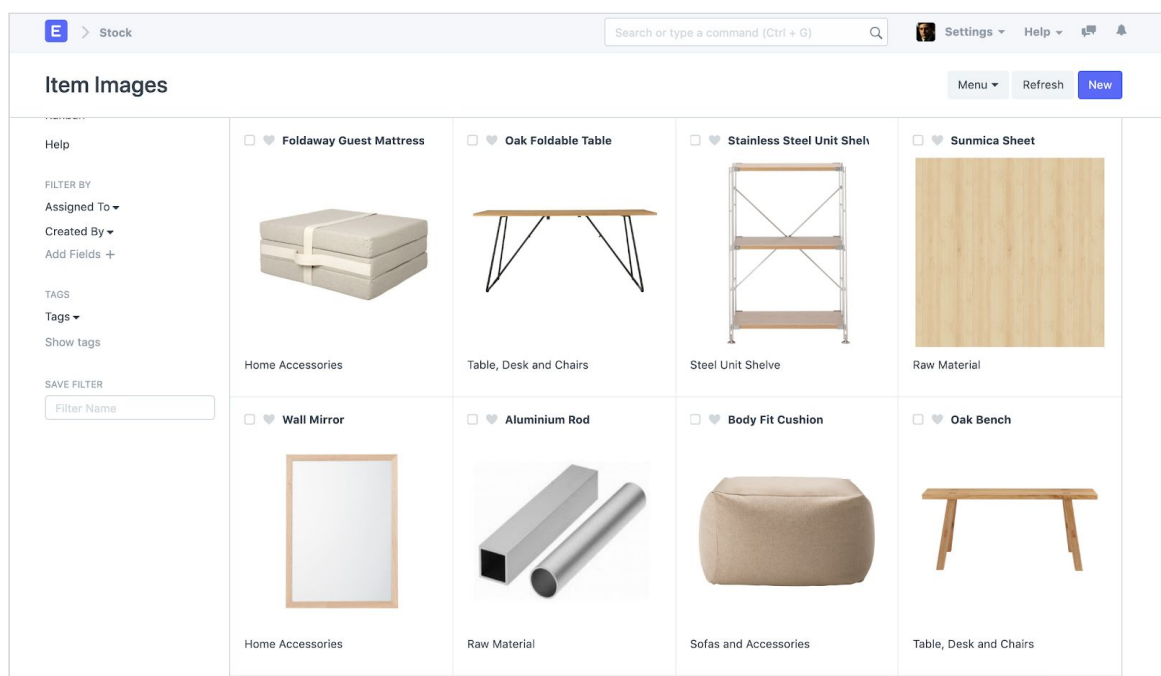 E > Stock
Search or type a command (Ctrl + G)
Settings
Help
Item Images
Menu
Refresh
New
Help
FILTER BY
Assigned To
Created By
Add Fields +
TAGS
Tags
Show tags
SAVE FILTER
Filter Name
Foldaway Guest Mattress
Home Accessories
Oak Foldable Table
Table, Desk and Chairs
Stainless Steel Unit Shelv
Steel Unit Shelve
Sunmica Sheet
Raw Material
Wall Mirror
Home Accessories
Aluminium Rod
Raw Material
Body Fit Cushion
Sofas and Accessories
Oak Bench
Table, Desk and Chairs